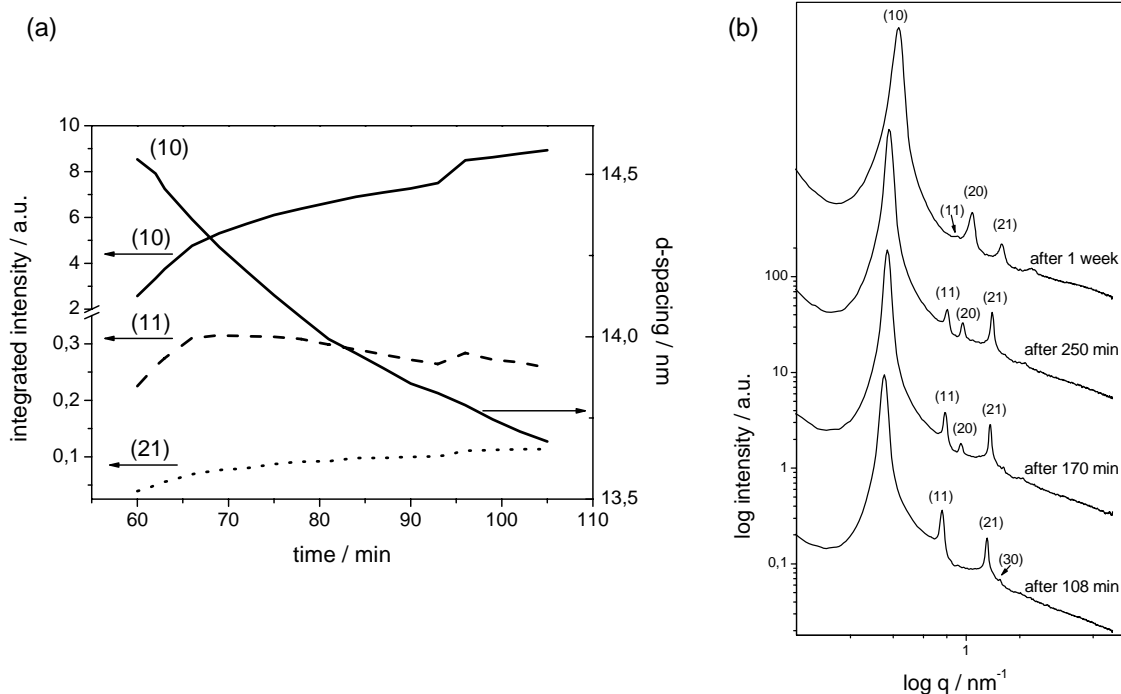 (a)
(10)
(10)
(11)
(21)
10
8
6
4
2
0,3
0,2
0,1
integrated intensity / a.u.
60 70 80 90 100 110
time / min
14,5
14,0
13,5
d-spacing / nm
(b)
(10)
(11)
(20)
(21)
after 1 week
(11)
(20)
(21)
after 250 min
(11)
(20)
(21)
after 170 min
(11)
(21)
(30)
after 108 min
100
10
1
0,1
log intensity / a.u.
1
log q / nm-1